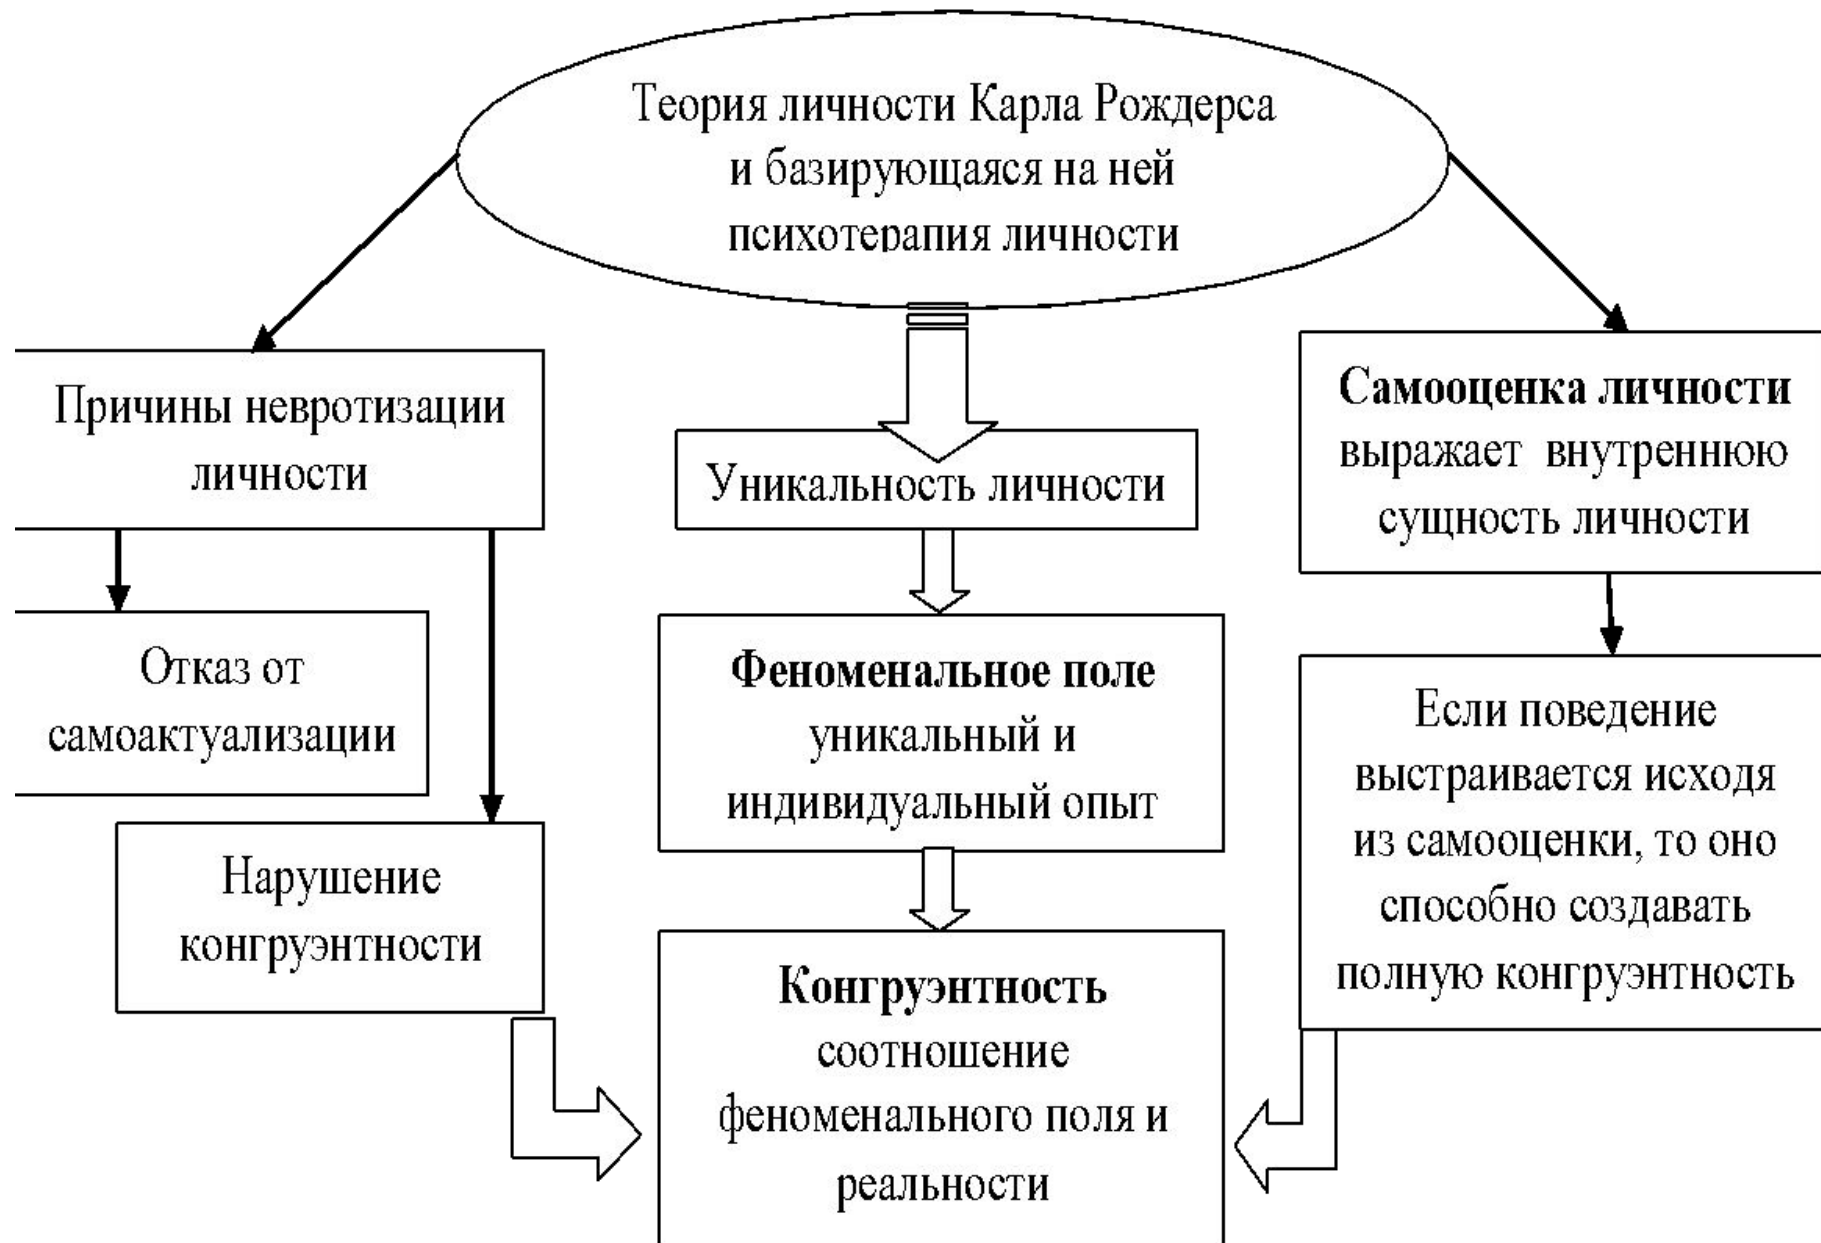 Теория личности Карла Рождерса
и базирующаяся на ней
психотерапия личности
Причины невротизации
личности
Отказ от
самоактуализации
Нарушение
конгруэнтности
Уникальность личности
Феноменальное поле
уникальный и
индивидуальный опыт
Конгруэнтность
соотношение
феноменального поля и
реальности
Самооценка личности
выражает внутреннюю
сущность личности
Если поведение
выстраивается исходя
из самооценки, то оно
способно создавать
полную конгруэнтность